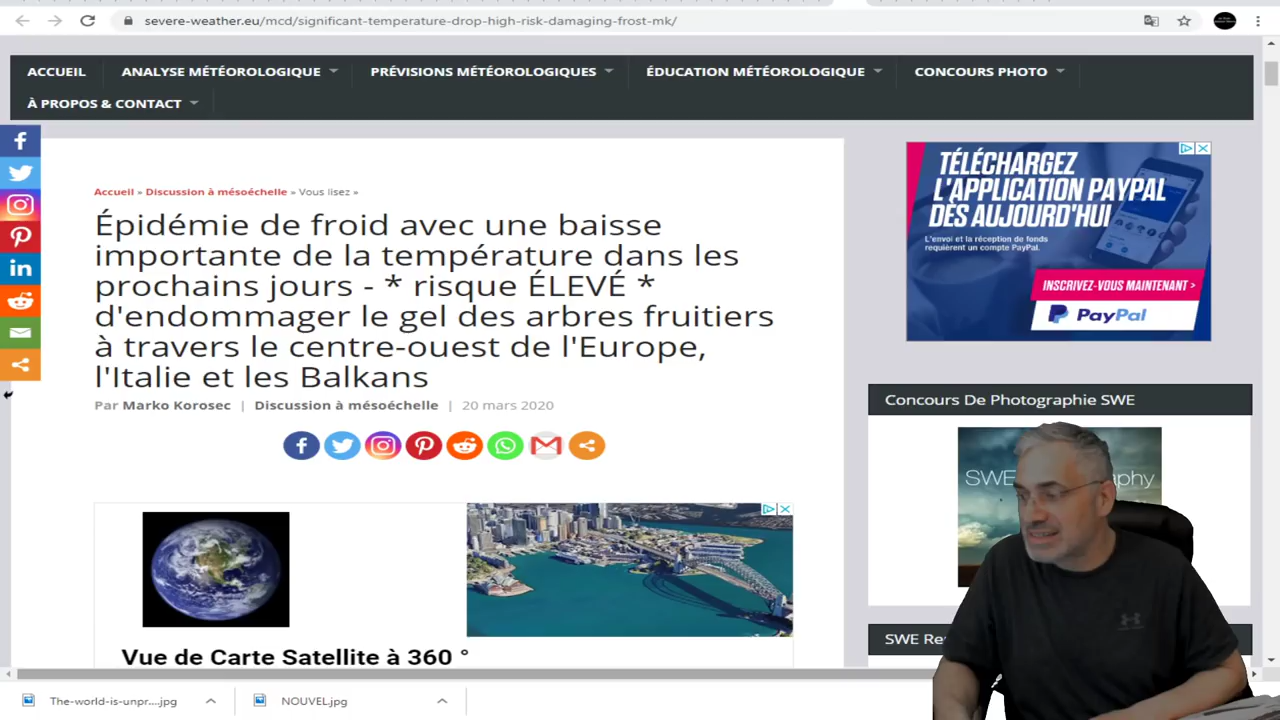 severe-weather.eu/mcd/significant-temperature-drop-high-risk-damaging-frost-mk/
ACCUEIL
ANALYSE MÉTÉOROLOGIQUE
PRÉVISIONS MÉTÉOROLOGIQUES
ÉDUCATION MÉTÉOROLOGIQUE
CONCOURS PHOTO
À PROPOS & CONTACT
Accueil » Discussion à mésoéchelle » Vous lisez »
Épidémie de froid avec une baisse
importante de la température dans les
prochains jours - * risque ÉLEVÉ *
d'endommager le gel des arbres fruitiers
à travers le centre-ouest de l'Europe,
l'Italie et les Balkans
Par Marko Korosec | Discussion à mésoéchelle | 20 mars 2020
Vue de Carte Satellite à 360 °
TÉLÉCHARGEZ
L'APPLICATION PAYPAL
DÈS AUJOURD'HUI
L'envoi et la réception de fonds
requièrent un compte PayPal.
INSCRIVEZ-VOUS MAINTENANT >
PayPal
Concours De Photographie SWE
SWE
SWE
The-world-is-unpr....jpg
NOUVEL.jpg